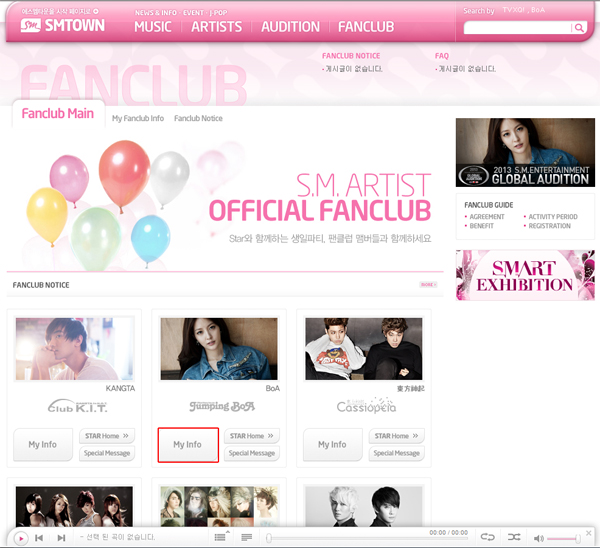 에스엠타운을 시작 페이지로
SMTOWN
NEWS & INFO EVENT J-POP
MUSIC ARTISTS AUDITION FANCLUB
Search by TVXQ! , BoA
FANCLUB
FANCLUB NOTICE
게시글이 없습니다.
FAQ
게시글이 없습니다.
Fanclub Main My Fanclub Info Fanclub Notice
S.M. ARTIST
OFFICIAL FANCLUB
Star와 함께하는 생일파티, 팬클럽 멤버들과 함께하세요
2013 S.M.ENTERTAINMENT
GLOBAL AUDITION
FANCLUB GUIDE
AGREEMENT ACTIVITY PERIOD
BENEFIT REGISTRATION
SMART
EXHIBITION
FANCLUB NOTICE
MORE
KANGTA
Club K.I.T.
My Info
STAR Home
Special Message
BoA
Jumping BoA
My Info
STAR Home
Special Message
東方神起
Cassiopeia
My Info
STAR Home
Special Message
선택 된 곡이 없습니다.
00:00 / 00:00